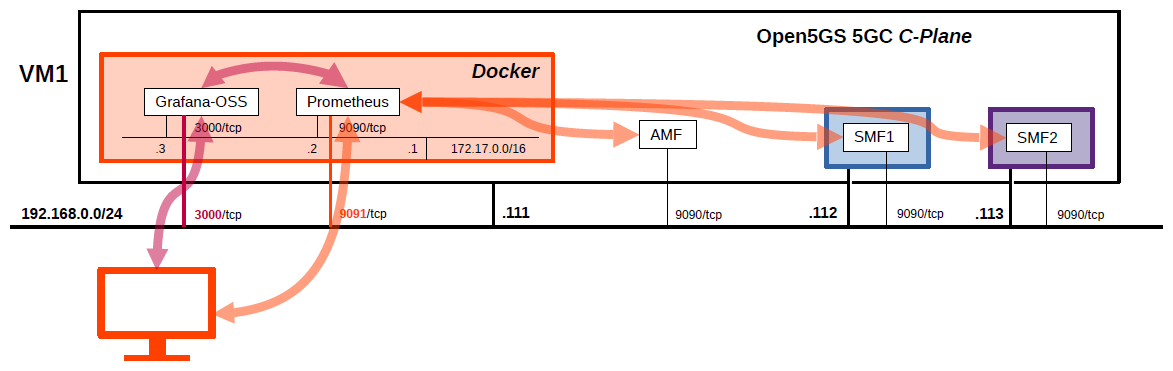 Open5GS 5GC C-Plane
VM1
Docker
Grafana-OSS
Prometheus
3000/tcp
9090/tcp
.3
.2
.1
172.17.0.0/16
AMF
SMF1
SMF2
192.168.0.0/24
3000/tcp
9091/tcp
.111
9090/tcp
.112
9090/tcp
.113
9090/tcp